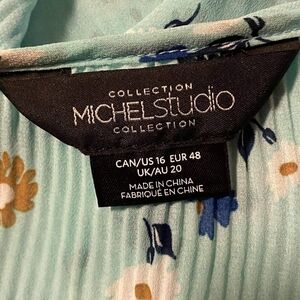 COLLECTION
MICHELSTUDIO
COLLECTION
CAN/US 16 EUR 48
UK/AU 20
MADE IN CHINA
FABRIQUÉ EN CHINE